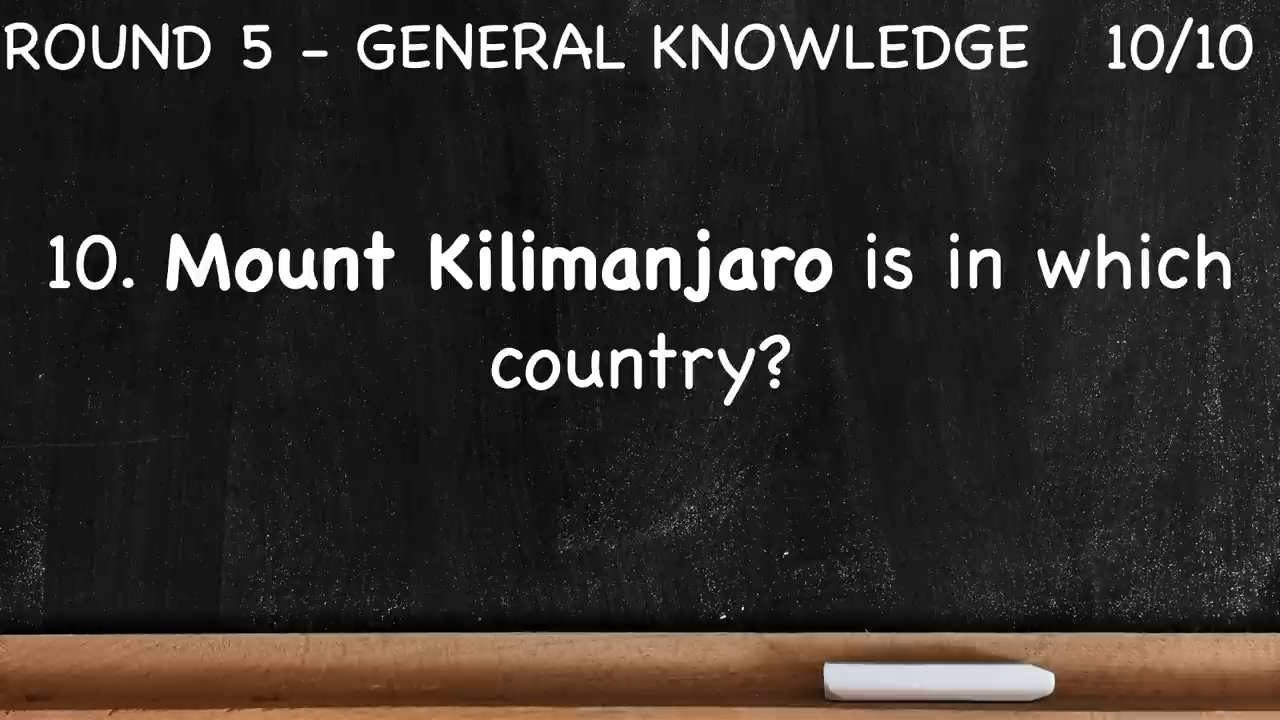 ROUND 5 - GENERAL KNOWLEDGE 10/10
10. Mount Kilimanjaro is in which
country?